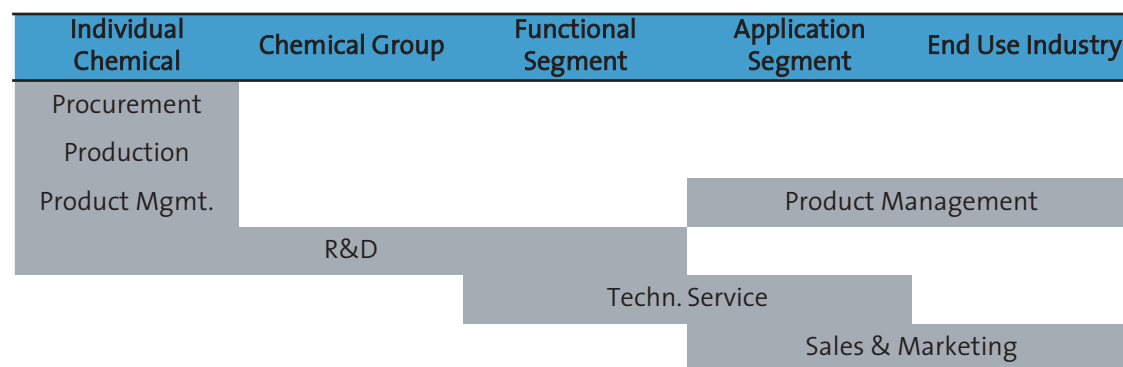 Individual
Chemical
Chemical Group
Functional
Segment
Application
Segment
End Use Industry
Procurement
Production
Product Mgmt.
Product Management
R&D
Techn. Service
Sales & Marketing